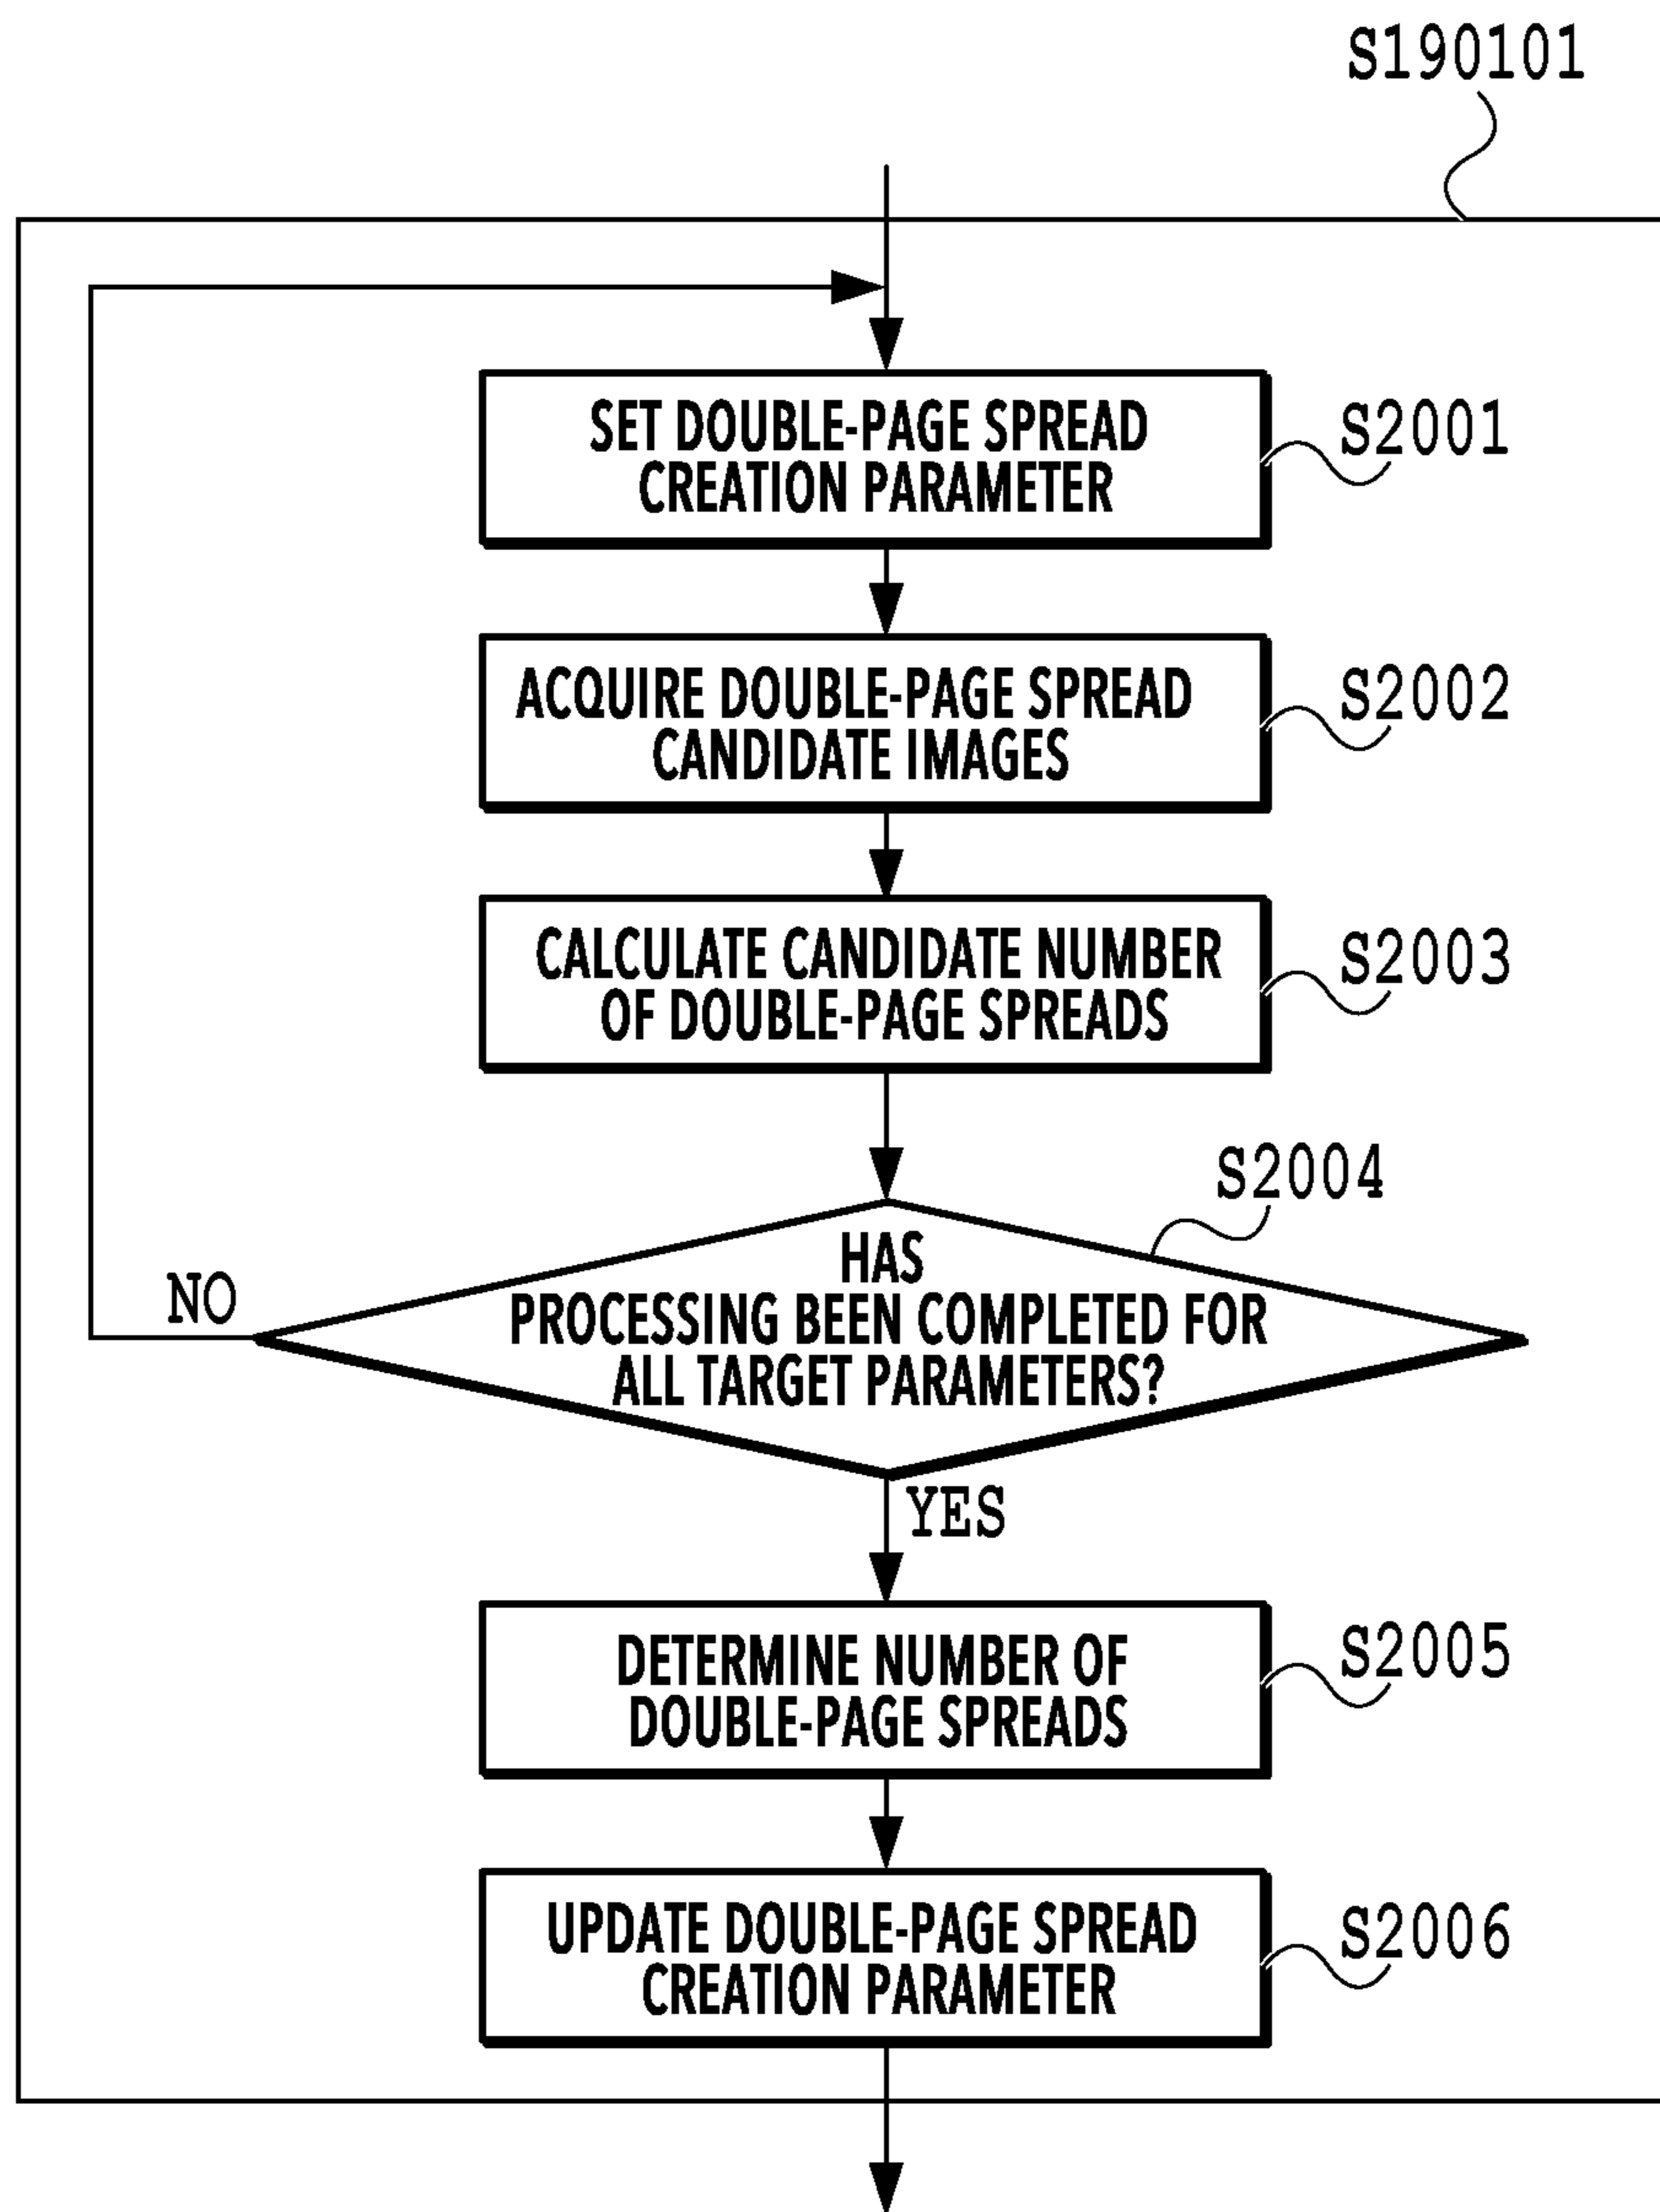 S190101
SET DOUBLE-PAGE SPREAD
CREATION PARAMETER
S2001
ACQUIRE DOUBLE-PAGE SPREAD
CANDIDATE IMAGES
S2002
CALCULATE CANDIDATE NUMBER
OF DOUBLE-PAGE SPREADS
S2003
S2004
HAS
PROCESSING BEEN COMPLETED FOR
ALL TARGET PARAMETERS?
NO
YES
DETERMINE NUMBER OF
DOUBLE-PAGE SPREADS
S2005
UPDATE DOUBLE-PAGE SPREAD
CREATION PARAMETER
S2006